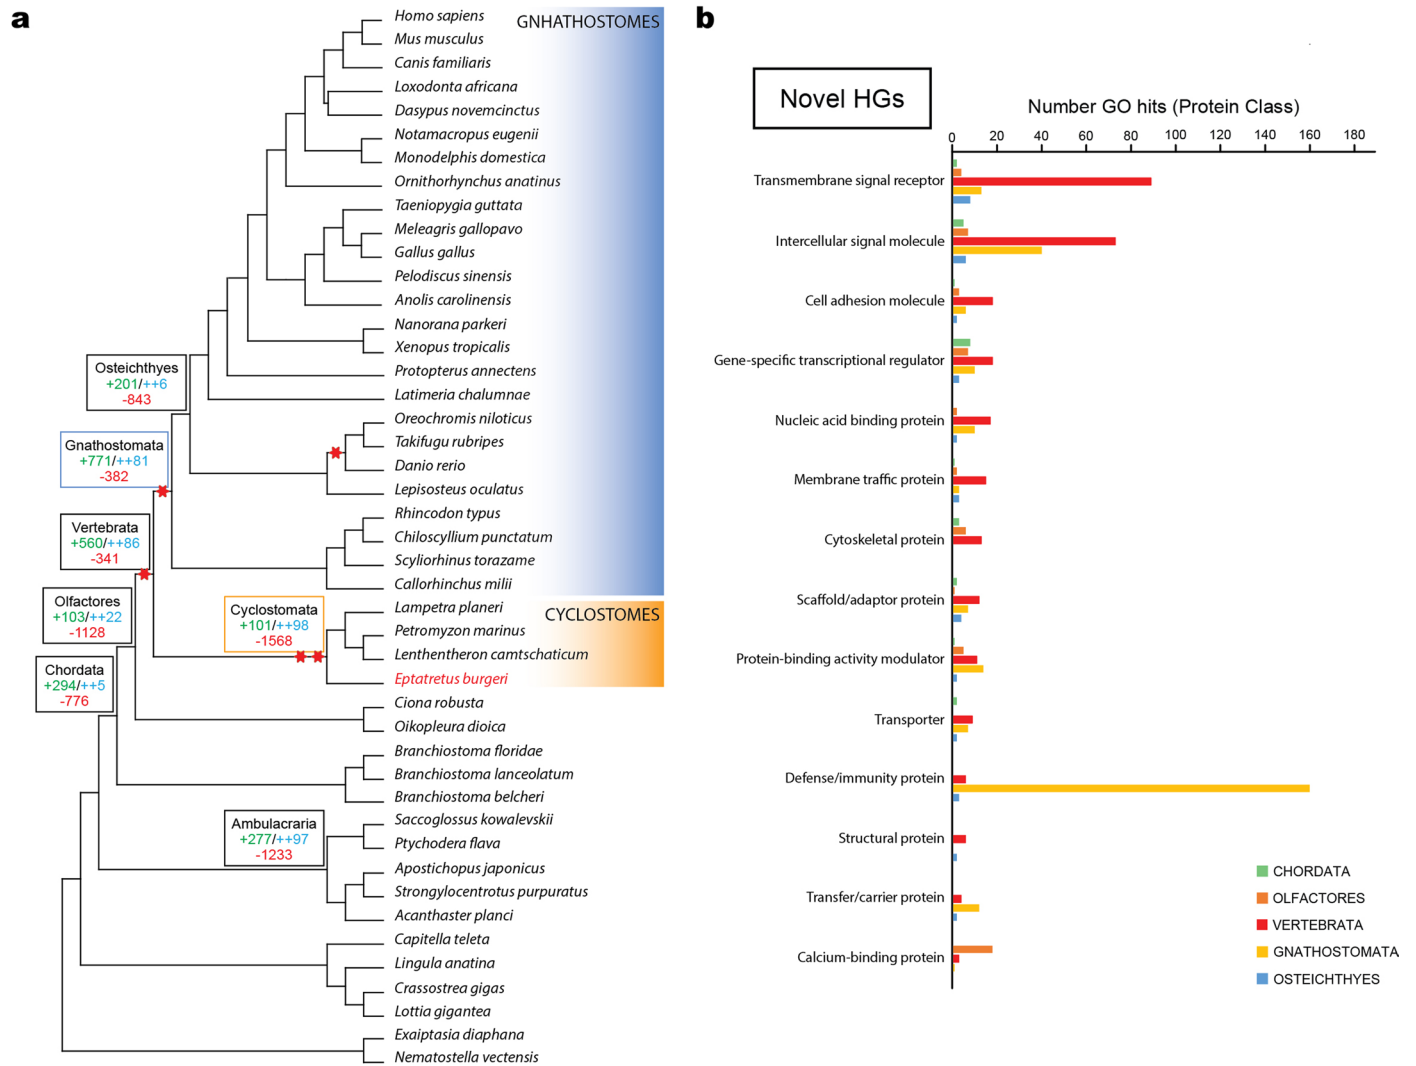 a
GNHATHOSTOMES
Homo sapiens
Mus musculus
Canis familiaris
Loxodonta africana
Dasypus novemcinctus
Notamacropus eugenii
Monodelphis domestica
Ornithorhynchus anatinus
Taeniopygia guttata
Meleagris gallopavo
Gallus gallus
Pelodiscus sinensis
Anolis carolinensis
Nanorana parkeri
Xenopus tropicalis
Protopterus annectens
Latimeria chalumnae
Oreochromis niloticus
Takifugu rubripes
Danio rerio
Lepisosteus oculatus
Rhincodon typus
Chiloscyllium punctatum
Scyliorhinus torazame
Callorhinchus milii
CYCLOSTOMES
Lampetra planeri
Petromyzon marinus
Lenthentheron camtschaticum
Eptatretus burgeri
Ciona robusta
Oikopleura dioica
Branchiostoma floridae
Branchiostoma lanceolatum
Branchiostoma belcheri
Saccoglossus kowalevskii
Ptychodera flava
Apostichopus japonicus
Strongylocentrotus purpuratus
Acanthaster planci
Capitella teleta
Lingula anatina
Crassostrea gigas
Lottia gigantea
Exaiptasia diaphana
Nematostella vectensis
Osteichthyes
+201/++6
-843
Gnathostomata
+771/++81
-382
Vertebrata
+560/++86
-341
Olfactores
+103/++22
-1128
Chordata
+294/++5
-776
Cyclostomata
+101/++98
-1568
Ambulacraria
+277/++97
-1233
b
Novel HGs
Number GO hits (Protein Class)
0 20 40 60 80 100 120 140 160 180
Transmembrane signal receptor
Intercellular signal molecule
Cell adhesion molecule
Gene-specific transcriptional regulator
Nucleic acid binding protein
Membrane traffic protein
Cytoskeletal protein
Scaffold/adaptor protein
Protein-binding activity modulator
Transporter
Defense/immunity protein
Structural protein
Transfer/carrier protein
Calcium-binding protein
CHORDATA
OLFACTORES
VERTEBRATA
GNATHOSTOMATA
OSTEICHTHYES